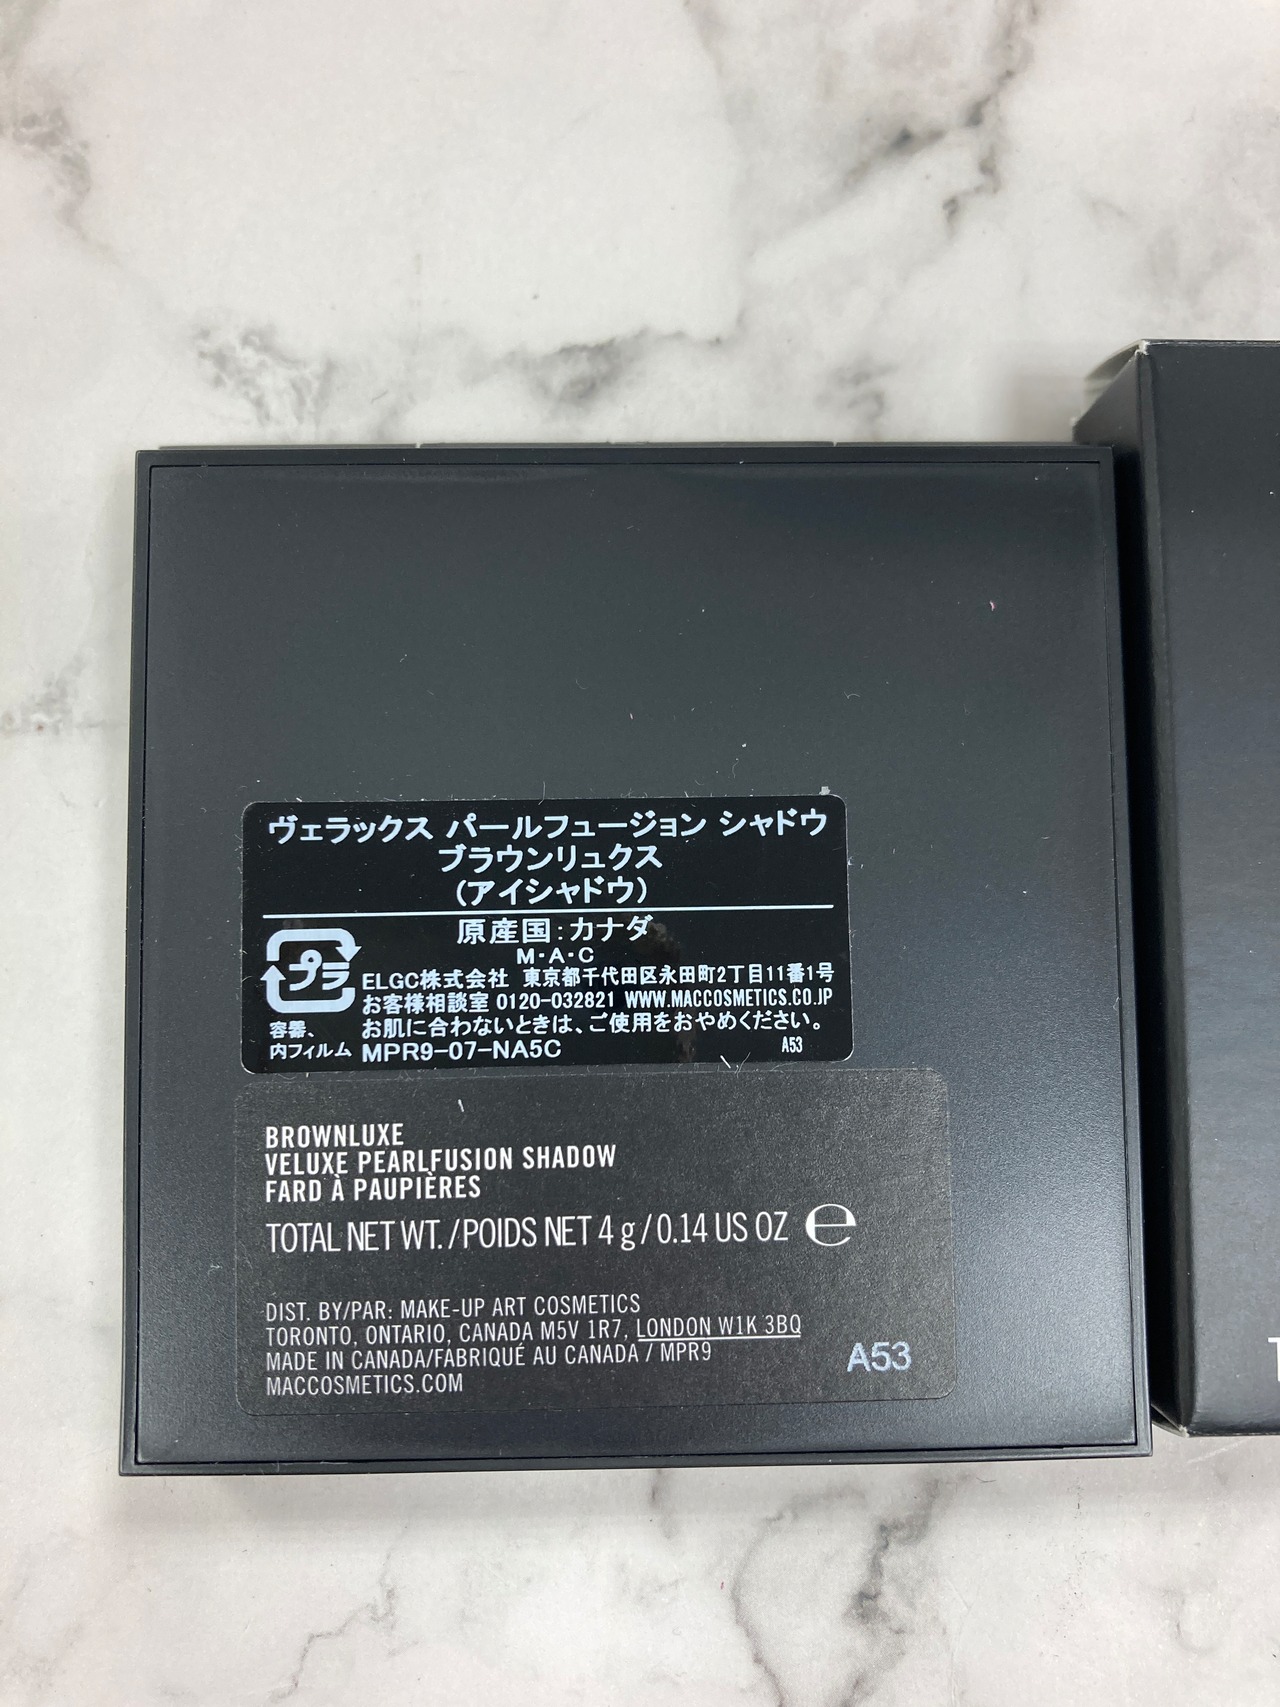 ヴェラックス パールフュージョン シャドウ
ブラウンリュクス
(アイシャドウ)
原産国:カナダ
M・A・C
プラ
ELGC株式会社 東京都千代田区永田町2丁目11番1号
お客様相談室 0120-032821 WWW.MACCOSMETICS.CO.JP
容器、 お肌に合わないときは、ご使用をおやめください。
内フィルム MPR9-07-NA5C A53
BROWNLUXE
VELUXE PEARLFUSION SHADOW
FARD À PAUPIÈRES
TOTAL NET WT. / POIDS NET 4 g / 0.14 US OZ ℮
DIST. BY/PAR: MAKE-UP ART COSMETICS
TORONTO, ONTARIO, CANADA M5V 1R7, LONDON W1K 3BQ
MADE IN CANADA/FABRIQUÉ AU CANADA / MPR9
MACCOSMETICS.COM
A53